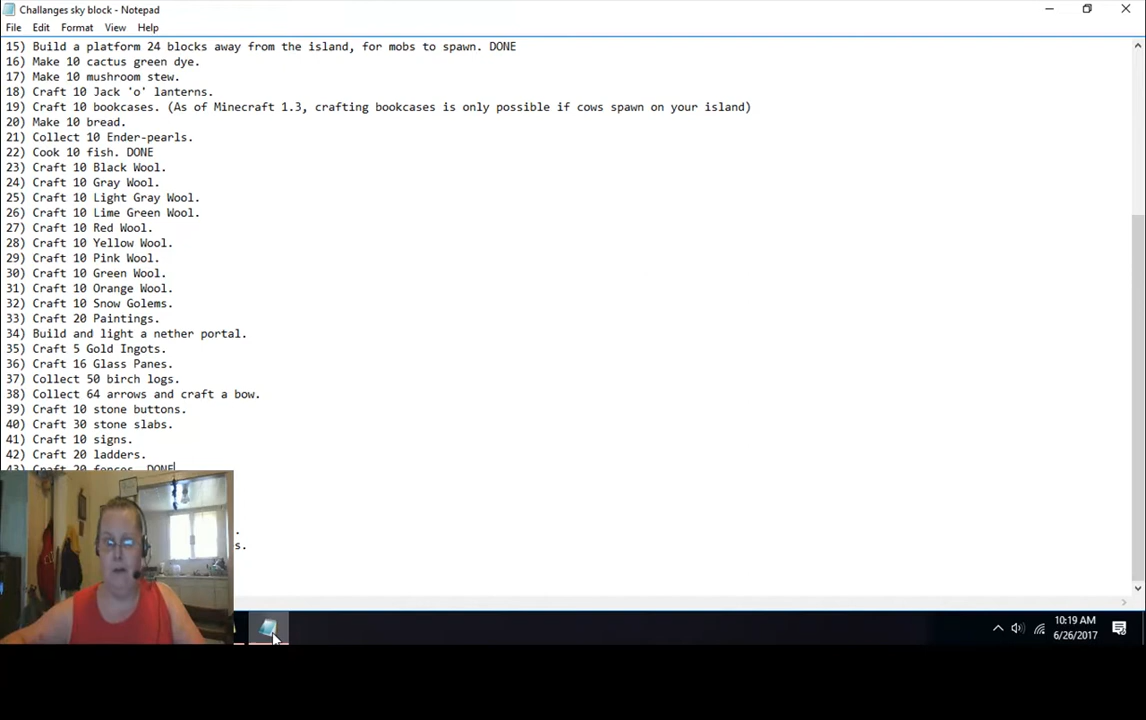 Challanges sky block - Notepad
File Edit Format View Help
15) Build a platform 24 blocks away from the island, for mobs to spawn. DONE
16) Make 10 cactus green dye.
17) Make 10 mushroom stew.
18) Craft 10 Jack 'o' lanterns.
19) Craft 10 bookcases. (As of Minecraft 1.3, crafting bookcases is only possible if cows spawn on your island)
20) Make 10 bread.
21) Collect 10 Ender-pearls.
22) Cook 10 fish. DONE
23) Craft 10 Black Wool.
24) Craft 10 Gray Wool.
25) Craft 10 Light Gray Wool.
26) Craft 10 Lime Green Wool.
27) Craft 10 Red Wool.
28) Craft 10 Yellow Wool.
29) Craft 10 Pink Wool.
30) Craft 10 Green Wool.
31) Craft 10 Orange Wool.
32) Craft 10 Snow Golems.
33) Craft 20 Paintings.
34) Build and light a nether portal.
35) Craft 5 Gold Ingots.
36) Craft 16 Glass Panes.
37) Collect 50 birch logs.
38) Collect 64 arrows and craft a bow.
39) Craft 10 stone buttons.
40) Craft 30 stone slabs.
41) Craft 10 signs.
42) Craft 20 ladders.
43) Craft 20 fences. DONE
.
s.
10:19 AM
6/26/2017